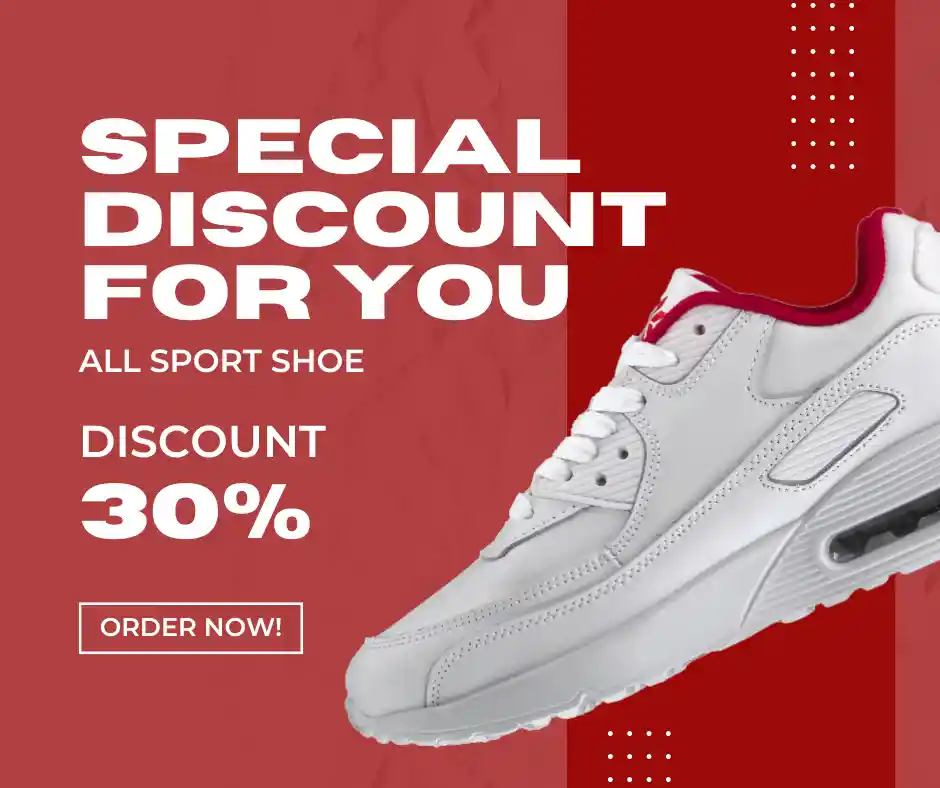 SPECIAL
DISCOUNT
FOR YOU
ALL SPORT SHOE
DISCOUNT
30%
ORDER NOW!